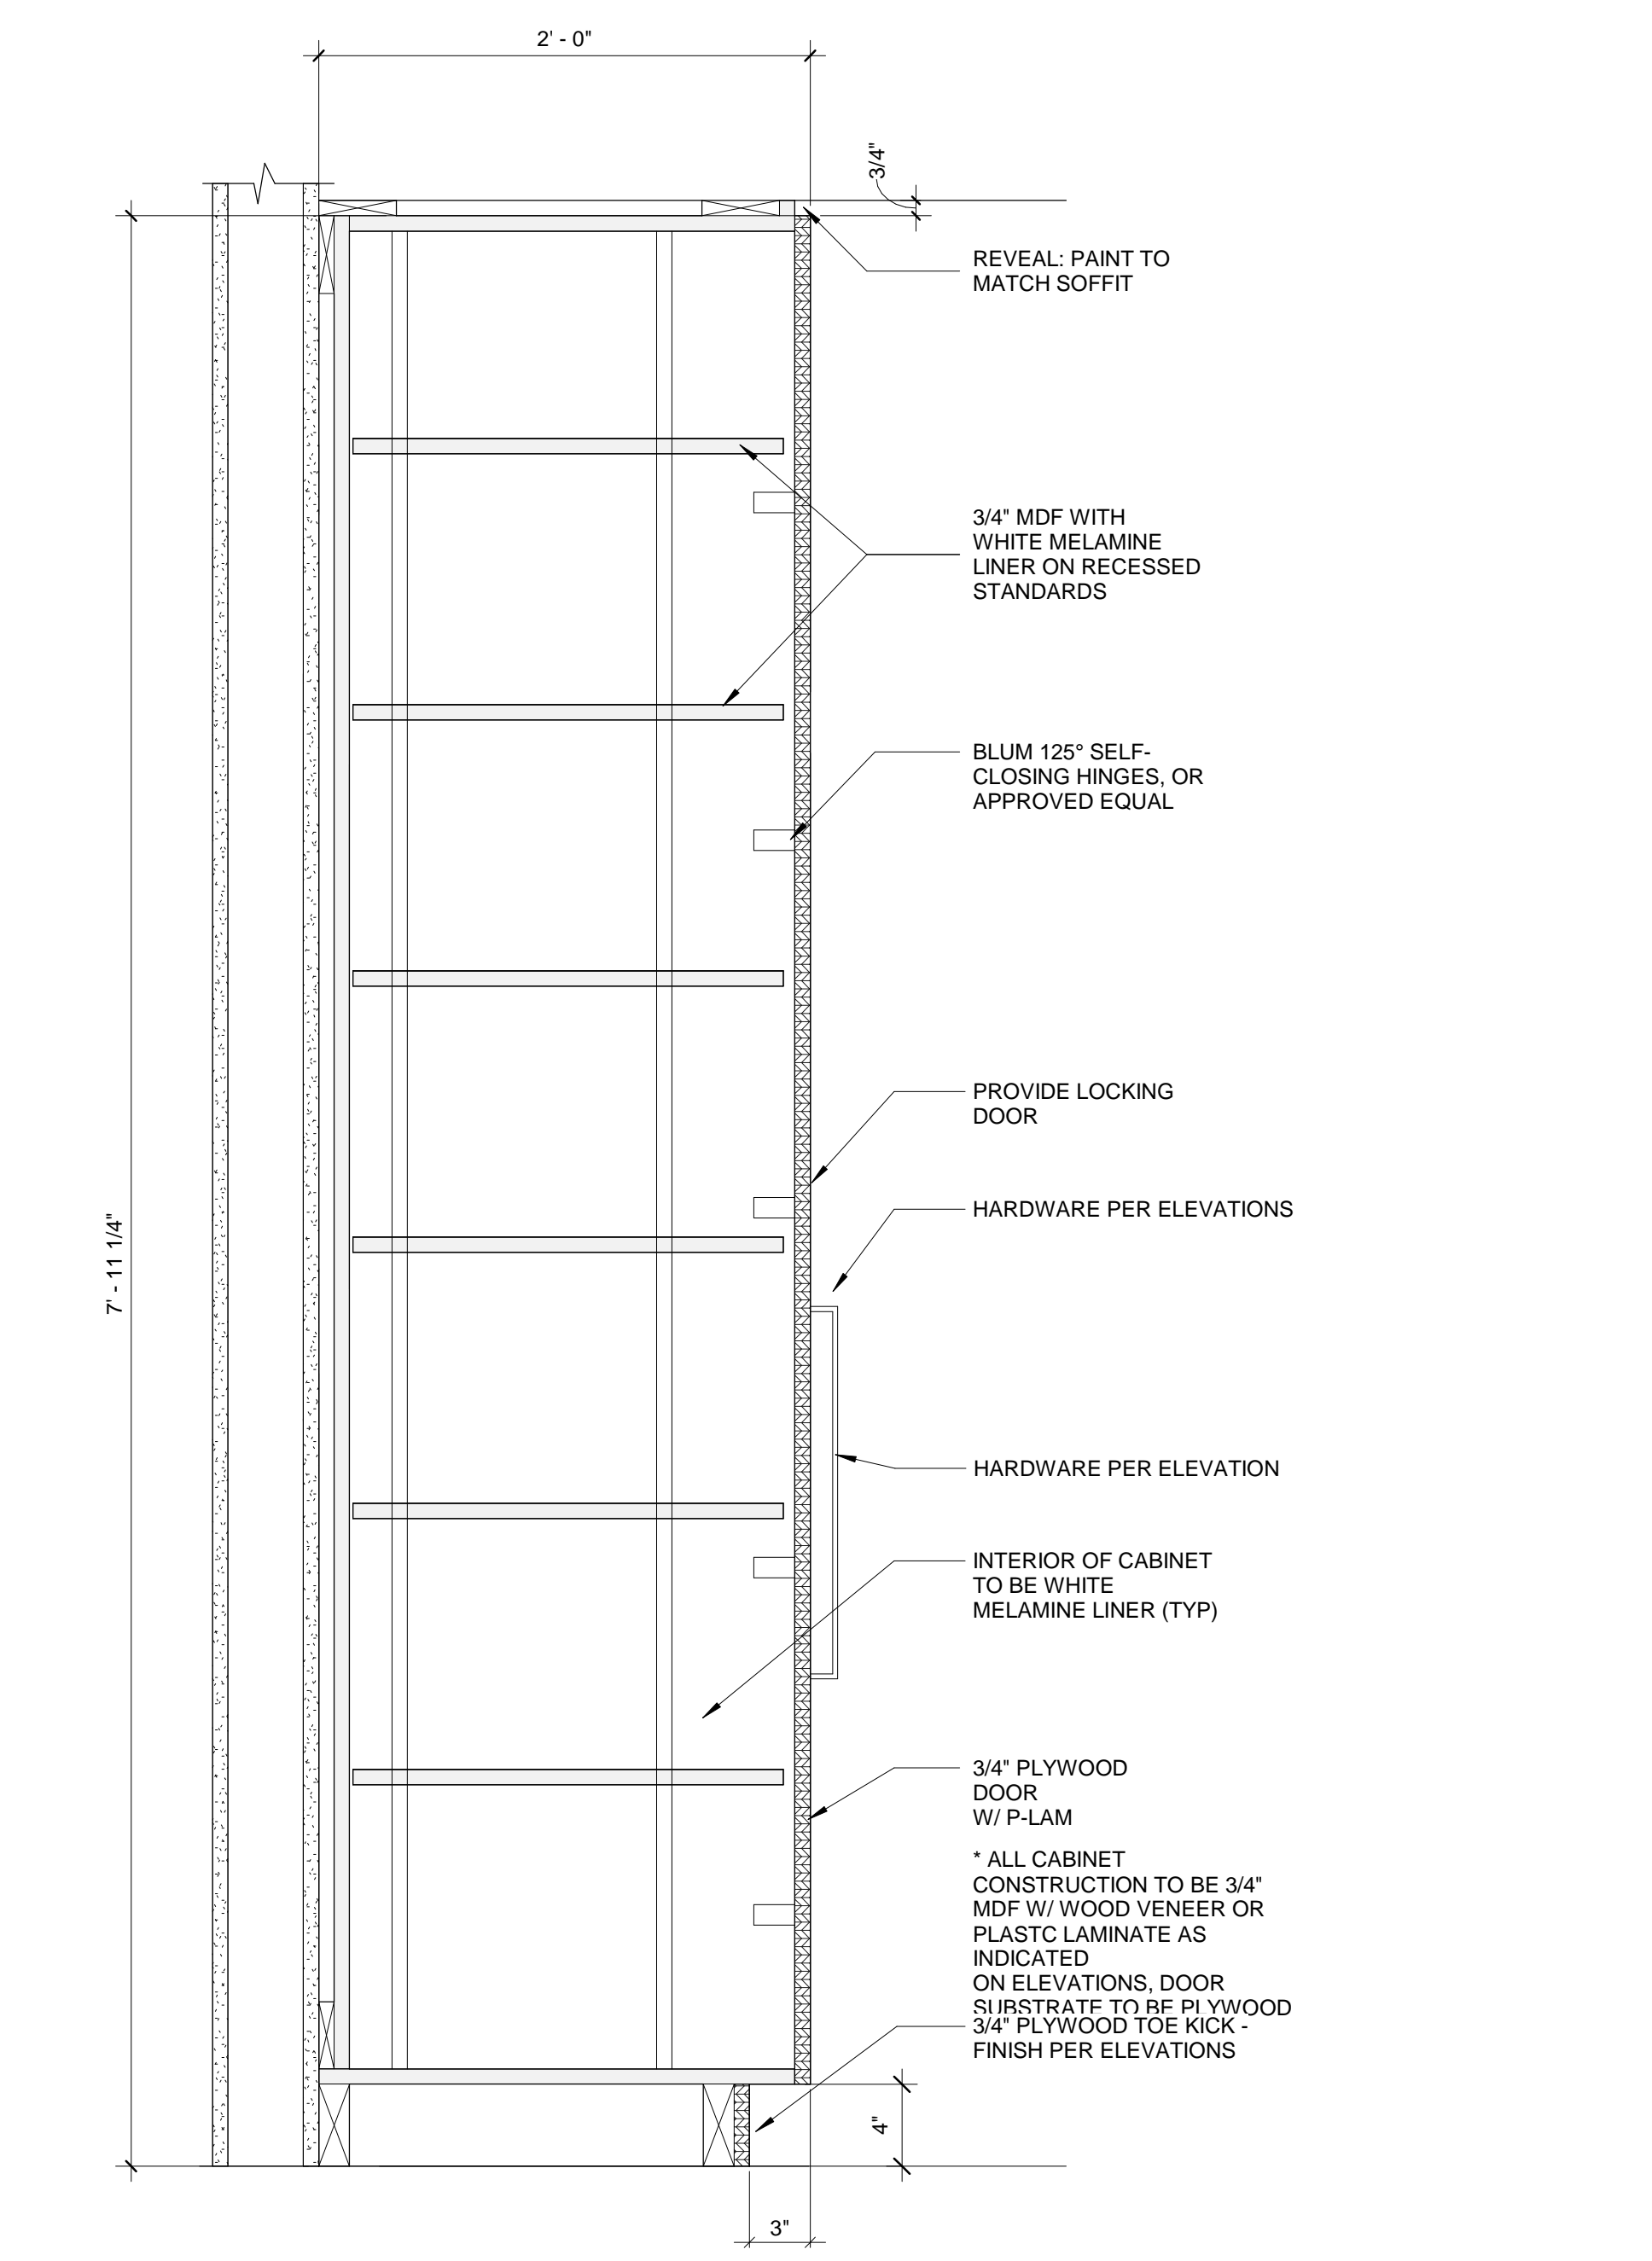 2' - 0"
3/4"
REVEAL: PAINT TO
MATCH SOFFIT
3/4" MDF WITH
WHITE MELAMINE
LINER ON RECESSED
STANDARDS
BLUM 125° SELF-
CLOSING HINGES, OR
APPROVED EQUAL
PROVIDE LOCKING
DOOR
HARDWARE PER ELEVATIONS
7' - 11 1/4"
HARDWARE PER ELEVATION
INTERIOR OF CABINET
TO BE WHITE
MELAMINE LINER (TYP)
3/4" PLYWOOD
DOOR
W/ P-LAM
* ALL CABINET
CONSTRUCTION TO BE 3/4"
MDF W/ WOOD VENEER OR
PLASTC LAMINATE AS
INDICATED
ON ELEVATIONS, DOOR
SUBSTRATE TO BE PLYWOOD
3/4" PLYWOOD TOE KICK -
FINISH PER ELEVATIONS
4"
3"